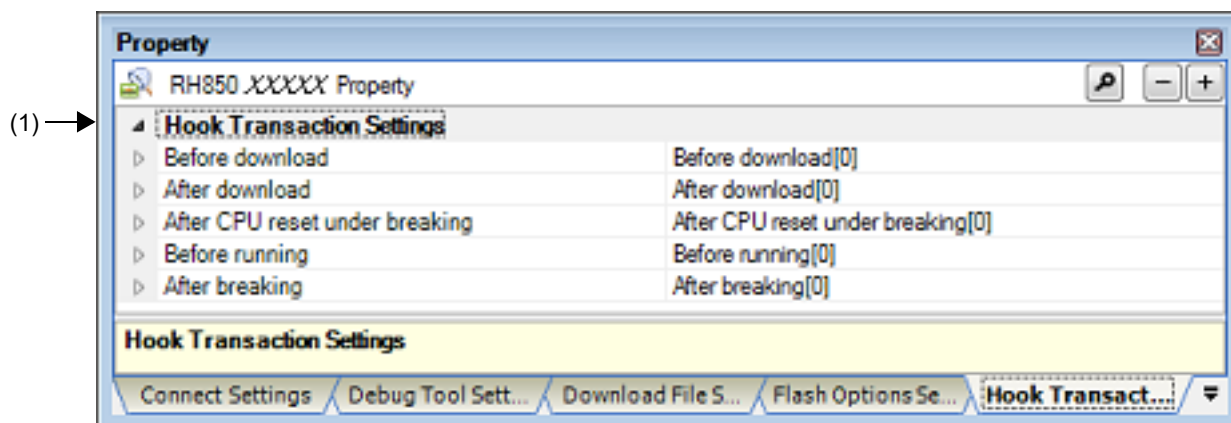 Property
RH850 XXXXX Property
(1)
Hook Transaction Settings
Before download Before download[0]
After download After download[0]
After CPU reset under breaking After CPU reset under breaking[0]
Before running Before running[0]
After breaking After breaking[0]
Hook Transaction Settings
Connect Settings Debug Tool Sett... Download File S... Flash Options Se... Hook Transact...